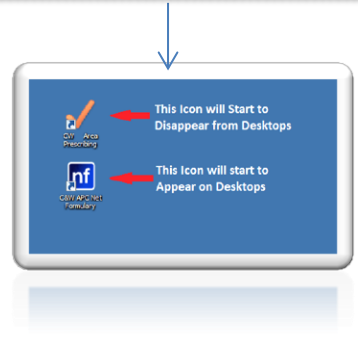 This Icon will Start to
Disappear from Desktops
Area
Prescribing
This Icon will start to
Appear on Desktops
nf
C&W APC Net
Formulary